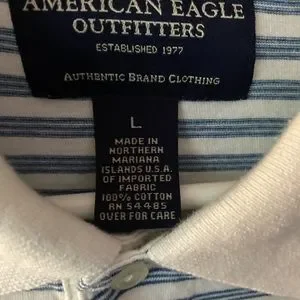 AMERICAN EAGLE
OUTFITTERS
ESTABLISHED 1977
AUTHENTIC BRAND CLOTHING
L
MADE IN
NORTHERN
MARIANA
ISLANDS U.S.A.
OF IMPORTED
FABRIC
100% COTTON
RN 54485
OVER FOR CARE